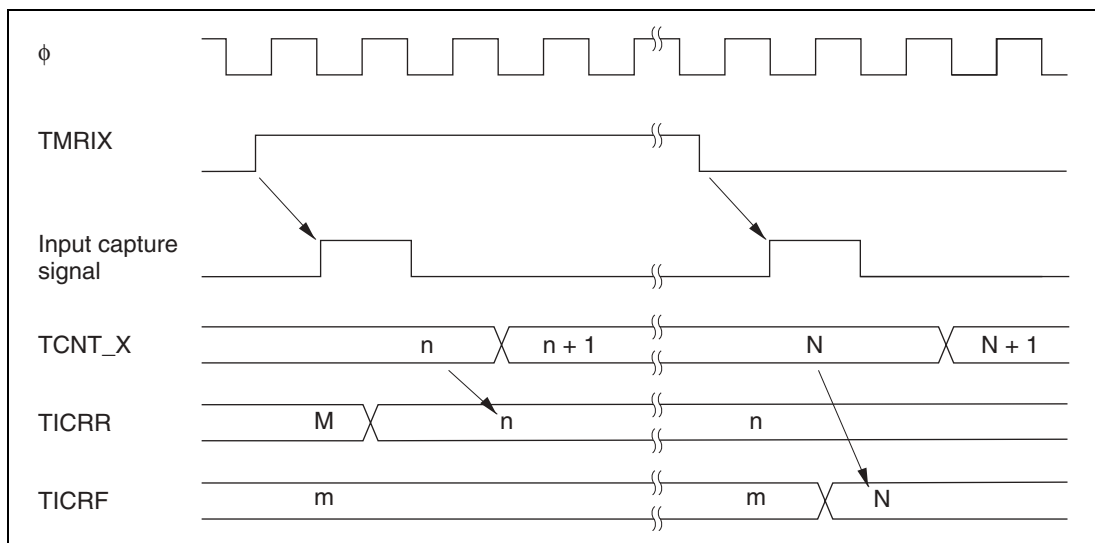 ϕ
TMRIX
Input capture
signal
TCNT_X n n + 1 N N + 1
TICRR M n n
TICRF m m N